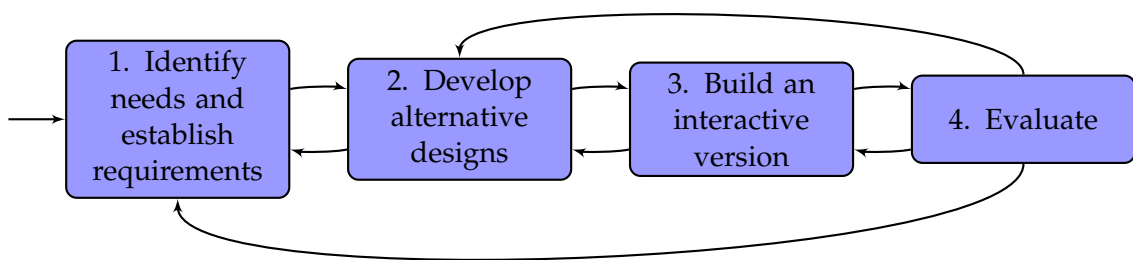 1. Identify
needs and
establish
requirements
2. Develop
alternative
designs
3. Build an
interactive
version
4. Evaluate